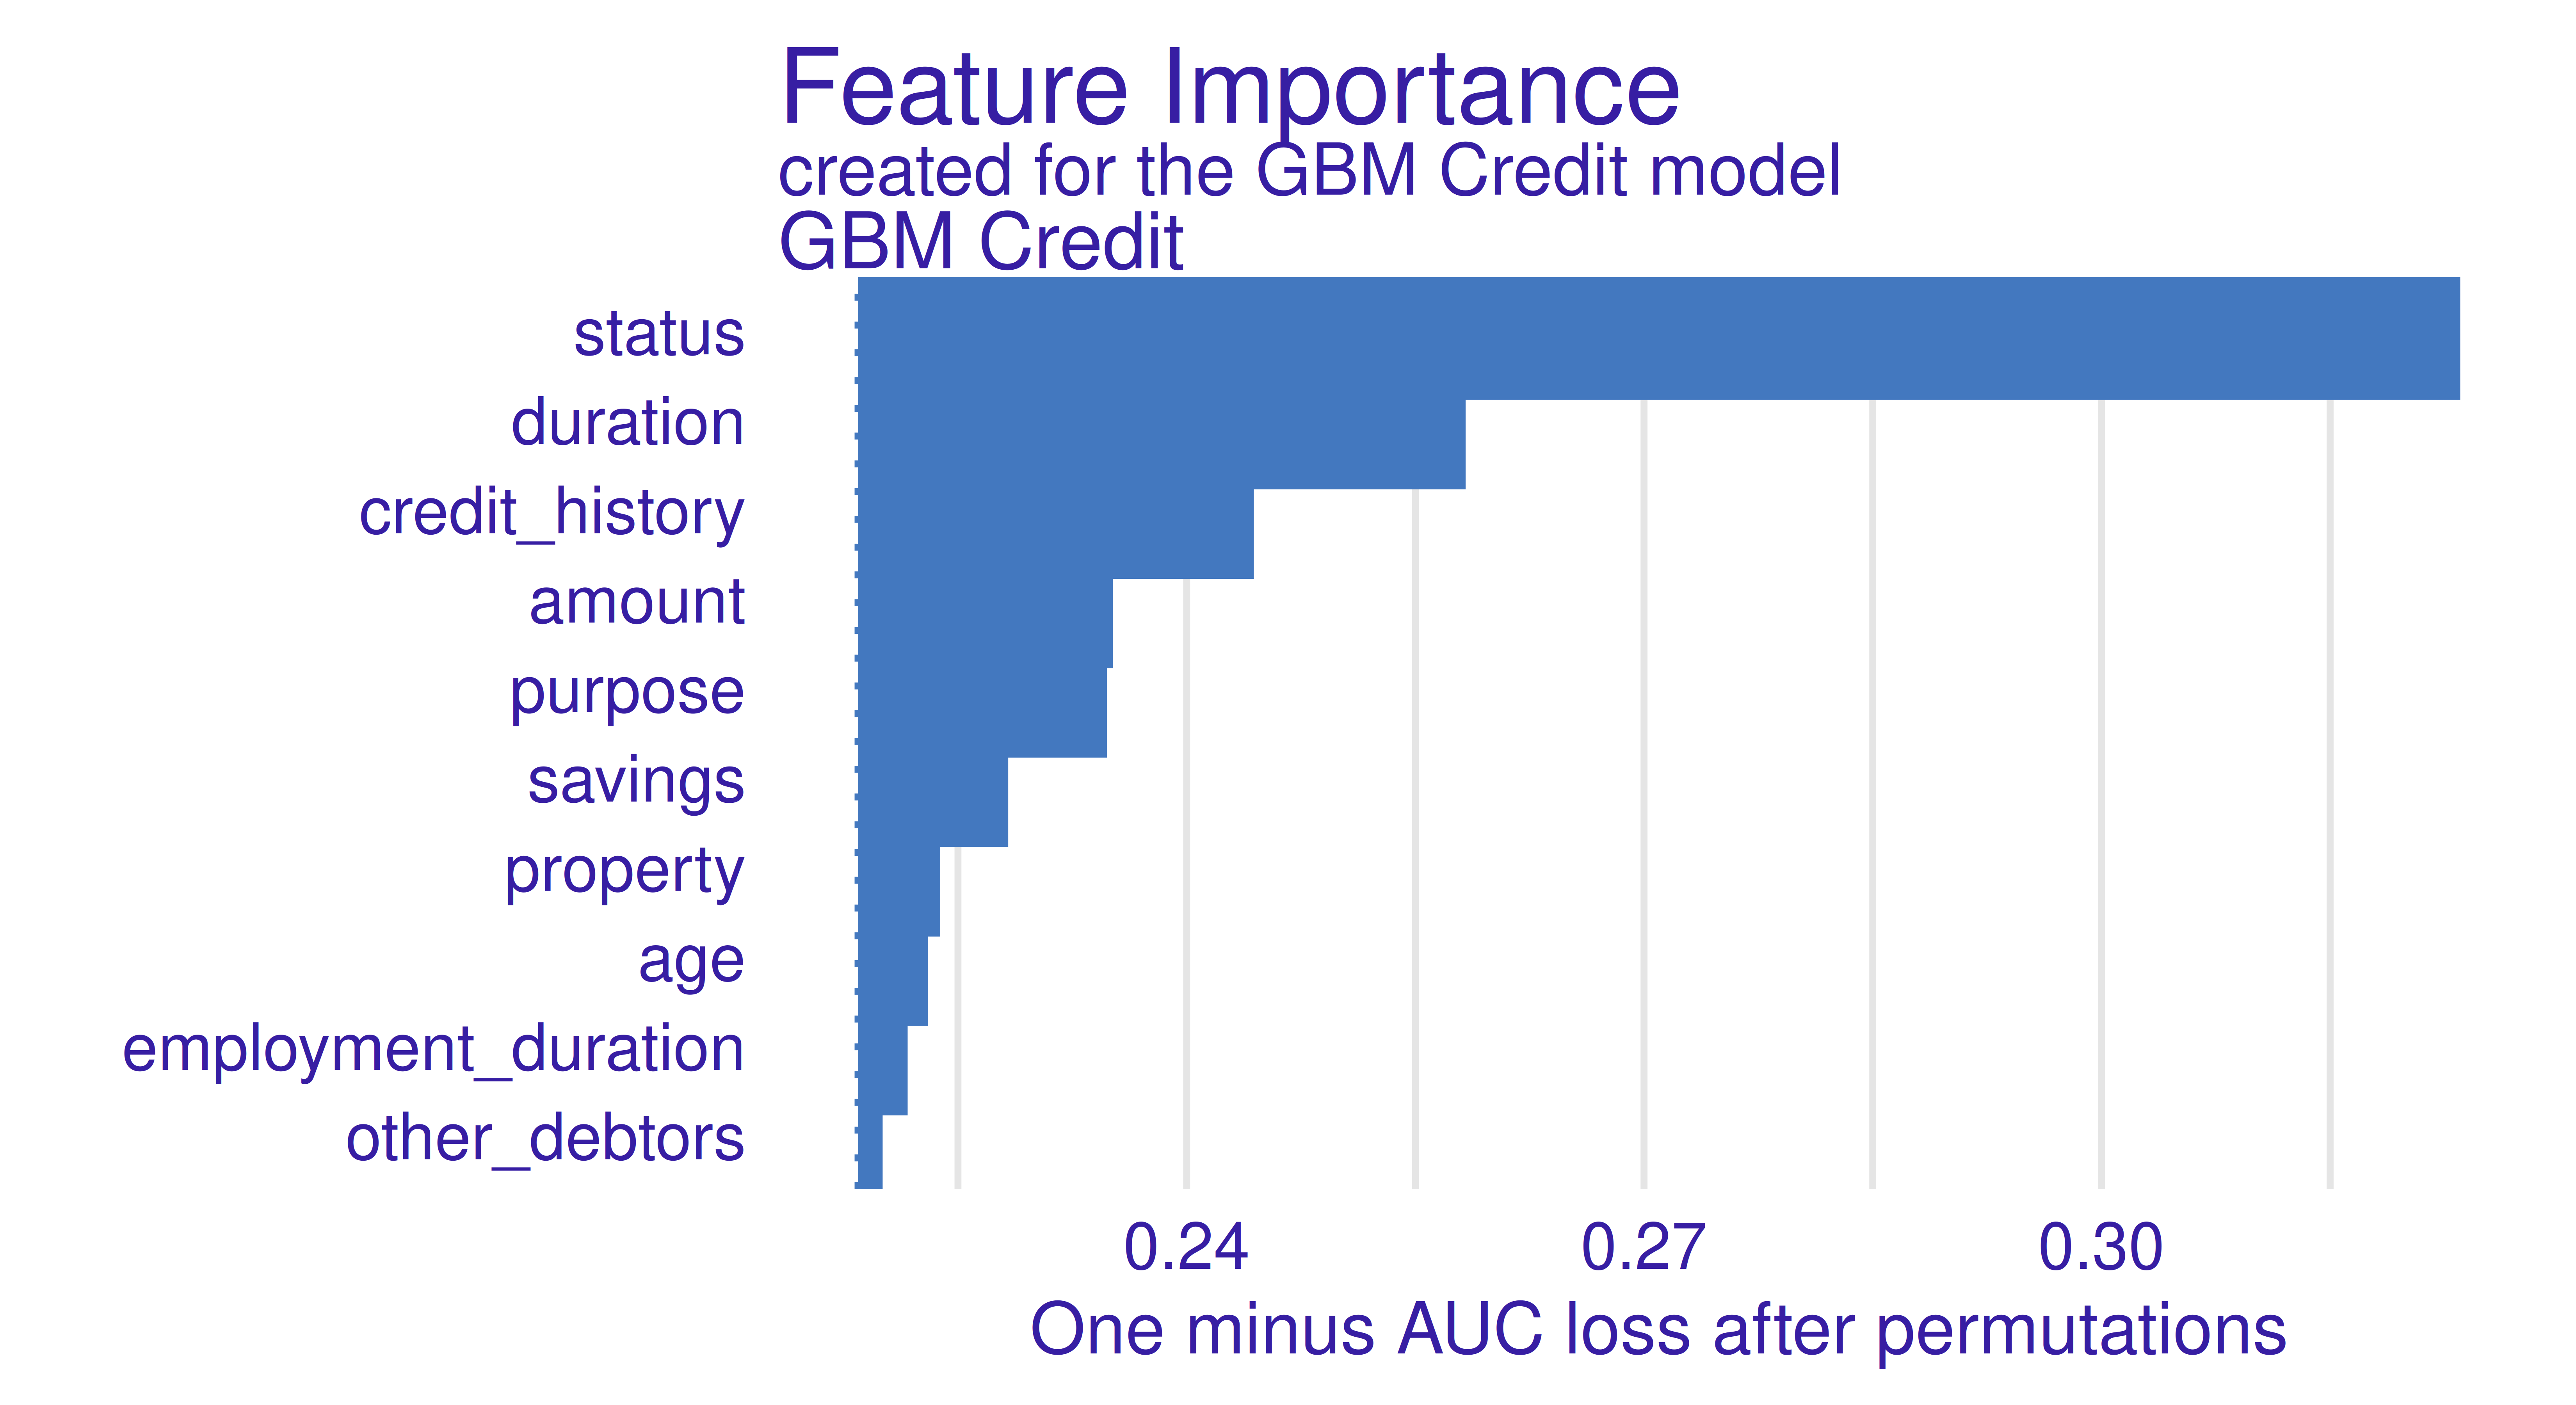 Feature Importance
created for the GBM Credit model
GBM Credit
status
duration
credit_history
amount
purpose
savings
property
age
employment_duration
other_debtors
0.24 0.27 0.30
One minus AUC loss after permutations